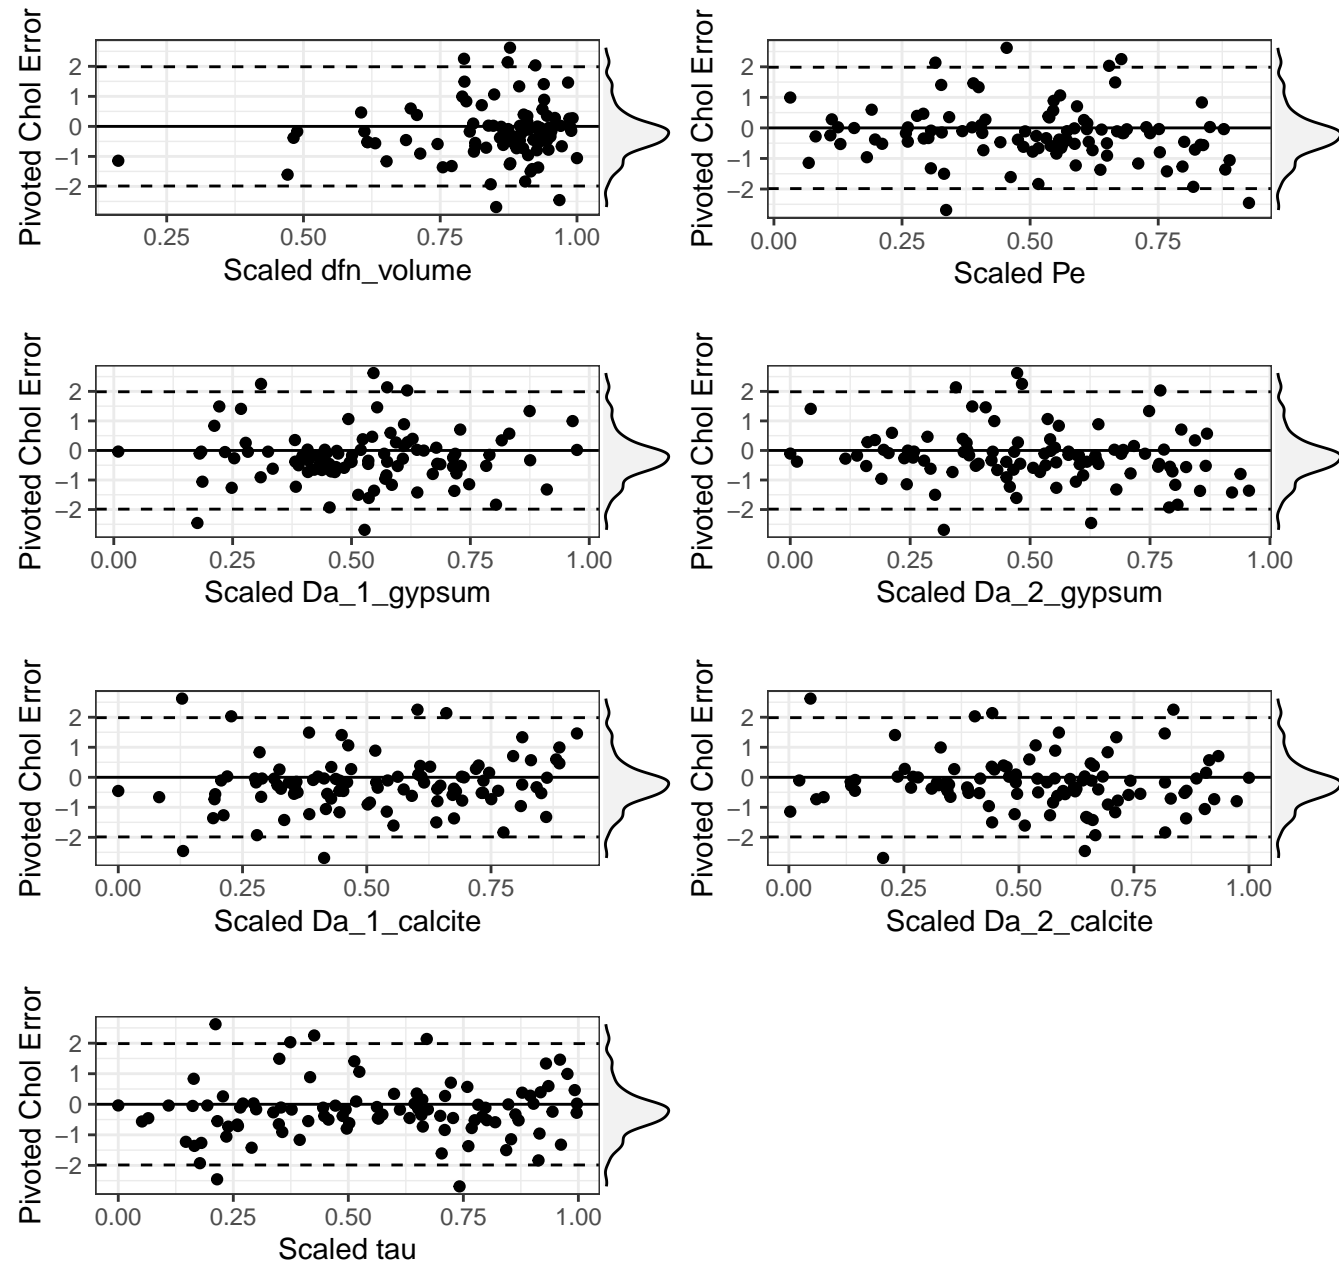 Pivoted Chol Error
2
1
0
−1
−2
0.25 0.50 0.75 1.00
Scaled dfn_volume
Pivoted Chol Error
2
1
0
−1
−2
0.00 0.25 0.50 0.75
Scaled Pe
Pivoted Chol Error
2
1
0
−1
−2
0.00 0.25 0.50 0.75 1.00
Scaled Da_1_gypsum
Pivoted Chol Error
2
1
0
−1
−2
0.00 0.25 0.50 0.75 1.00
Scaled Da_2_gypsum
Pivoted Chol Error
2
1
0
−1
−2
0.00 0.25 0.50 0.75
Scaled Da_1_calcite
Pivoted Chol Error
2
1
0
−1
−2
0.00 0.25 0.50 0.75 1.00
Scaled Da_2_calcite
Pivoted Chol Error
2
1
0
−1
−2
0.00 0.25 0.50 0.75 1.00
Scaled tau